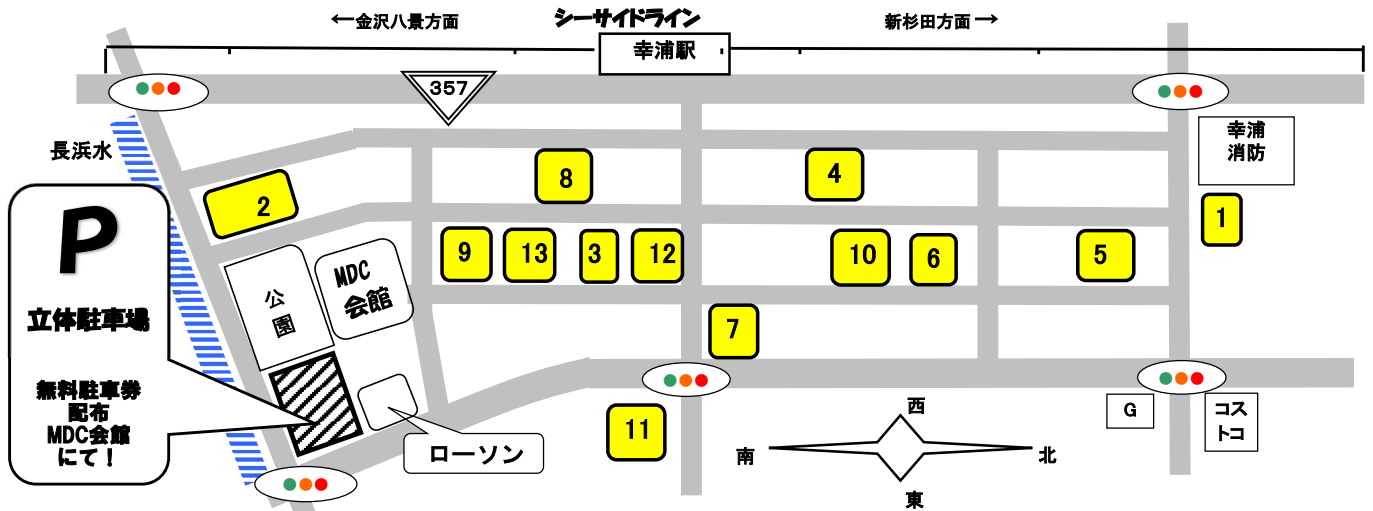 ←金沢八景方面
シーサイドライン
新杉田方面→
幸浦駅
357
長浜水
幸浦
消防
8
4
2
1
P
立体駐車場
無料駐車券
配布
MDC会館
にて！
公
園
MDC
会館
9
13
3
12
10
6
5
7
11
ローソン
西
南
北
東
G
コス
トコ